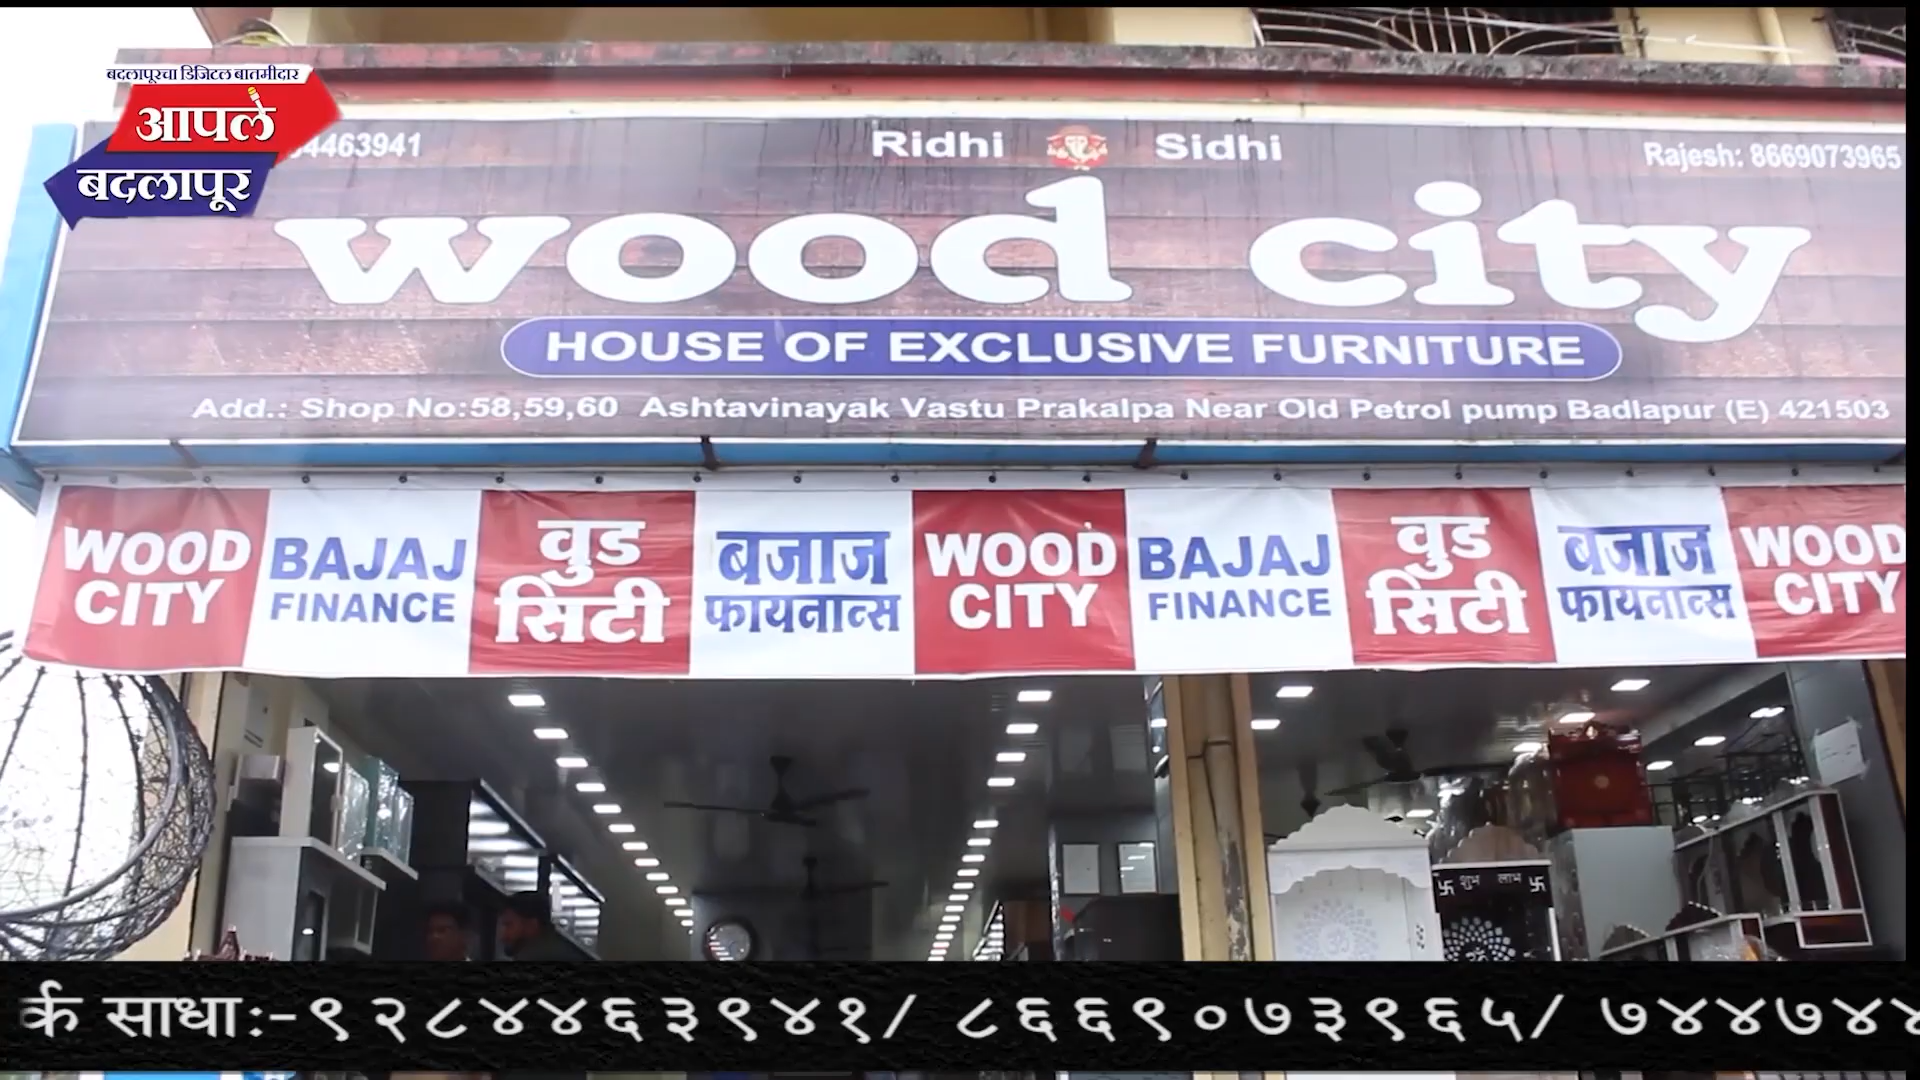 बदलापूरचा डिजिटल बातमीदार
आपले
बदलापूर
4463941
Ridhi Sidhi
Rajesh: 8669073965
wood city
HOUSE OF EXCLUSIVE FURNITURE
Add.: Shop No:58,59,60 Ashtavinayak Vastu Prakalpa Near Old Petrol pump Badlapur (E) 421503
WOOD CITY
BAJAJ FINANCE
वुड सिटी
बजाज फायनान्स
WOOD CITY
BAJAJ FINANCE
वुड सिटी
बजाज फायनान्स
WOOD CITY
शुभ लाभ
र्क साधा:-९२८४४६३९४१/ ८६६९०७३९६५/ ७४४७४४